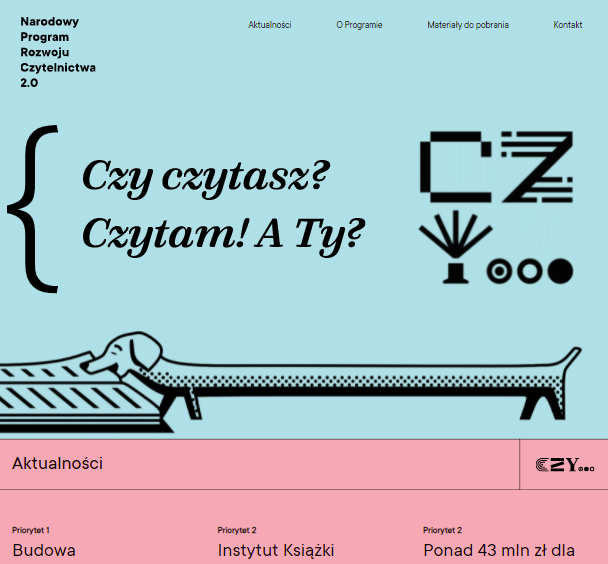 Narodowy
Program
Rozwoju
Czytelnictwa
2.0
Aktualności
O Programie
Materiały do pobrania
Kontakt
{ Czy czytasz?
Czytam! A Ty?
CZ
Y...
Aktualności
CZY...
Priorytet 1
Budowa
Priorytet 2
Instytut Książki
Priorytet 2
Ponad 43 mln zł dla